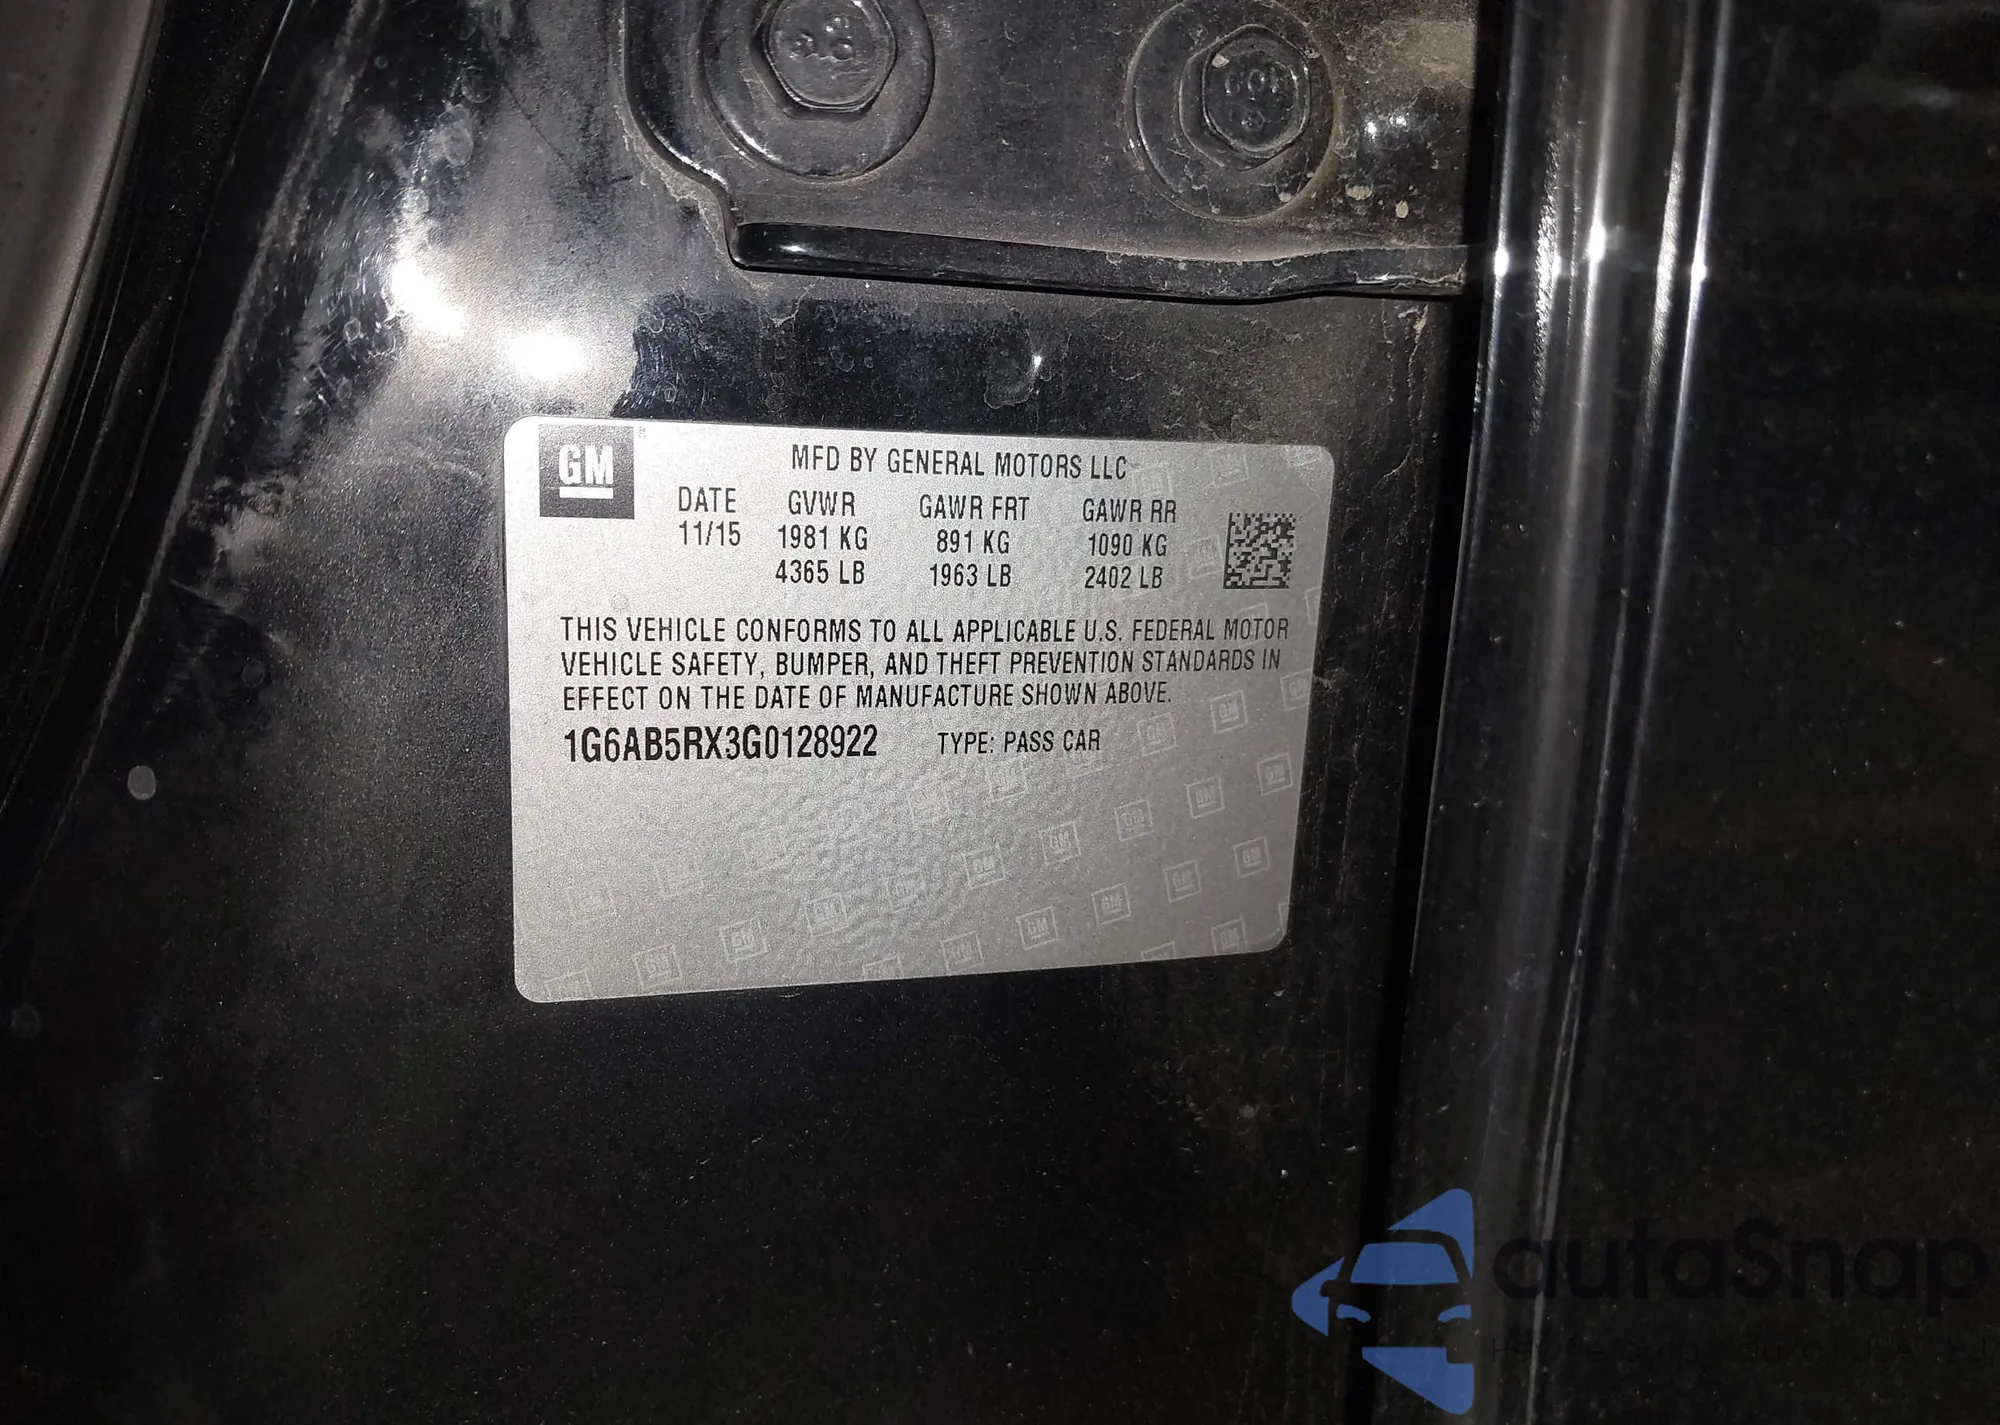 GM
MFD BY GENERAL MOTORS LLC
DATE GVWR GAWR FRT GAWR RR
11/15 1981 KG 891 KG 1090 KG
4365 LB 1963 LB 2402 LB
THIS VEHICLE CONFORMS TO ALL APPLICABLE U.S. FEDERAL MOTOR
VEHICLE SAFETY, BUMPER, AND THEFT PREVENTION STANDARDS IN
EFFECT ON THE DATE OF MANUFACTURE SHOWN ABOVE.
1G6AB5RX3G0128922 TYPE: PASS CAR
autaSnap